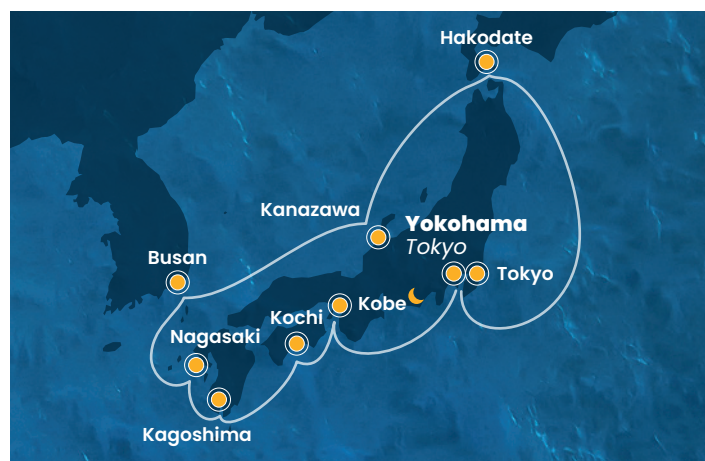 Hakodate
Kanazawa
Yokohama
Tokyo
Busan
Tokyo
Kobe
Kochi
Nagasaki
Kagoshima